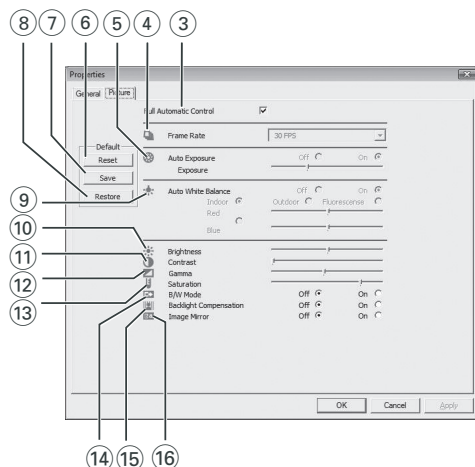 8 7 6 5 4 3
Properties
General Picture
Full Automatic Control
Frame Rate 30 FPS
Default
Reset
Save
Restore
Auto Exposure Off On
Exposure
9
Auto White Balance Off On
Indoor Outdoor Fluorescense
Red
Blue
10 Brightness
11 Contrast
12 Gamma
13 Saturation
B/W Mode Off On
Backlight Compensation Off On
Image Mirror Off On
OK Cancel Apply
14 15 16